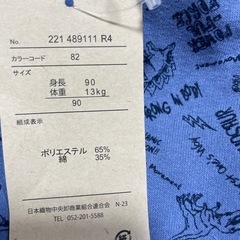 No. 221 489111 R4
カラーコード
82
サイズ
身長 90
体重 13kg
90
組成表示
ポリエステル 65%
綿 35%
日本織物中央卸商業組合連合会 N-23
TEL 052-201-5588